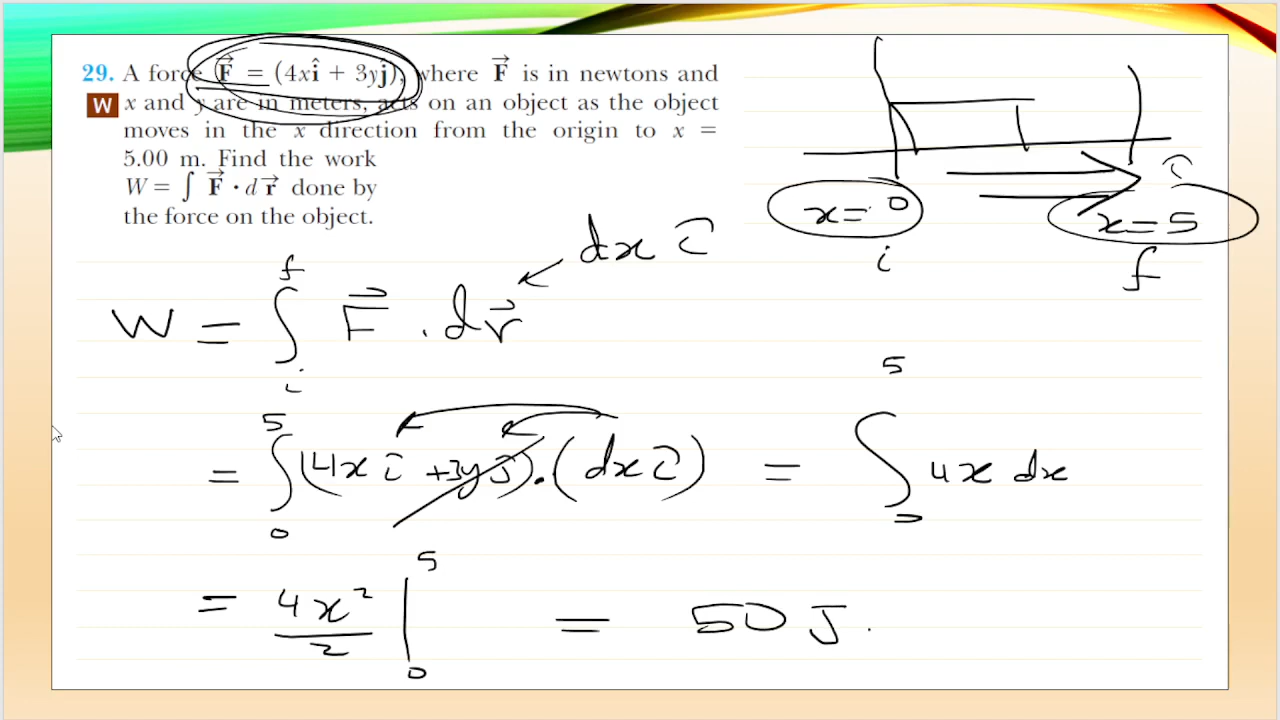 29. A force F⃗ = (4xî + 3yĵ), where F⃗ is in newtons and
W x and y are in meters, acts on an object as the object
moves in the x direction from the origin to x =
5.00 m. Find the work
W = ∫ F⃗ · dr⃗ done by
the force on the object.
î
x = 0
x = 5
i
f
dx î
W = ∫ᵢᶠ F⃗ . dr⃗
= ∫₀⁵ (4x î + 3y ĵ) . (dx î) = ∫₀⁵ 4x dx
= 4x²/2 |₀⁵ = 50 J.